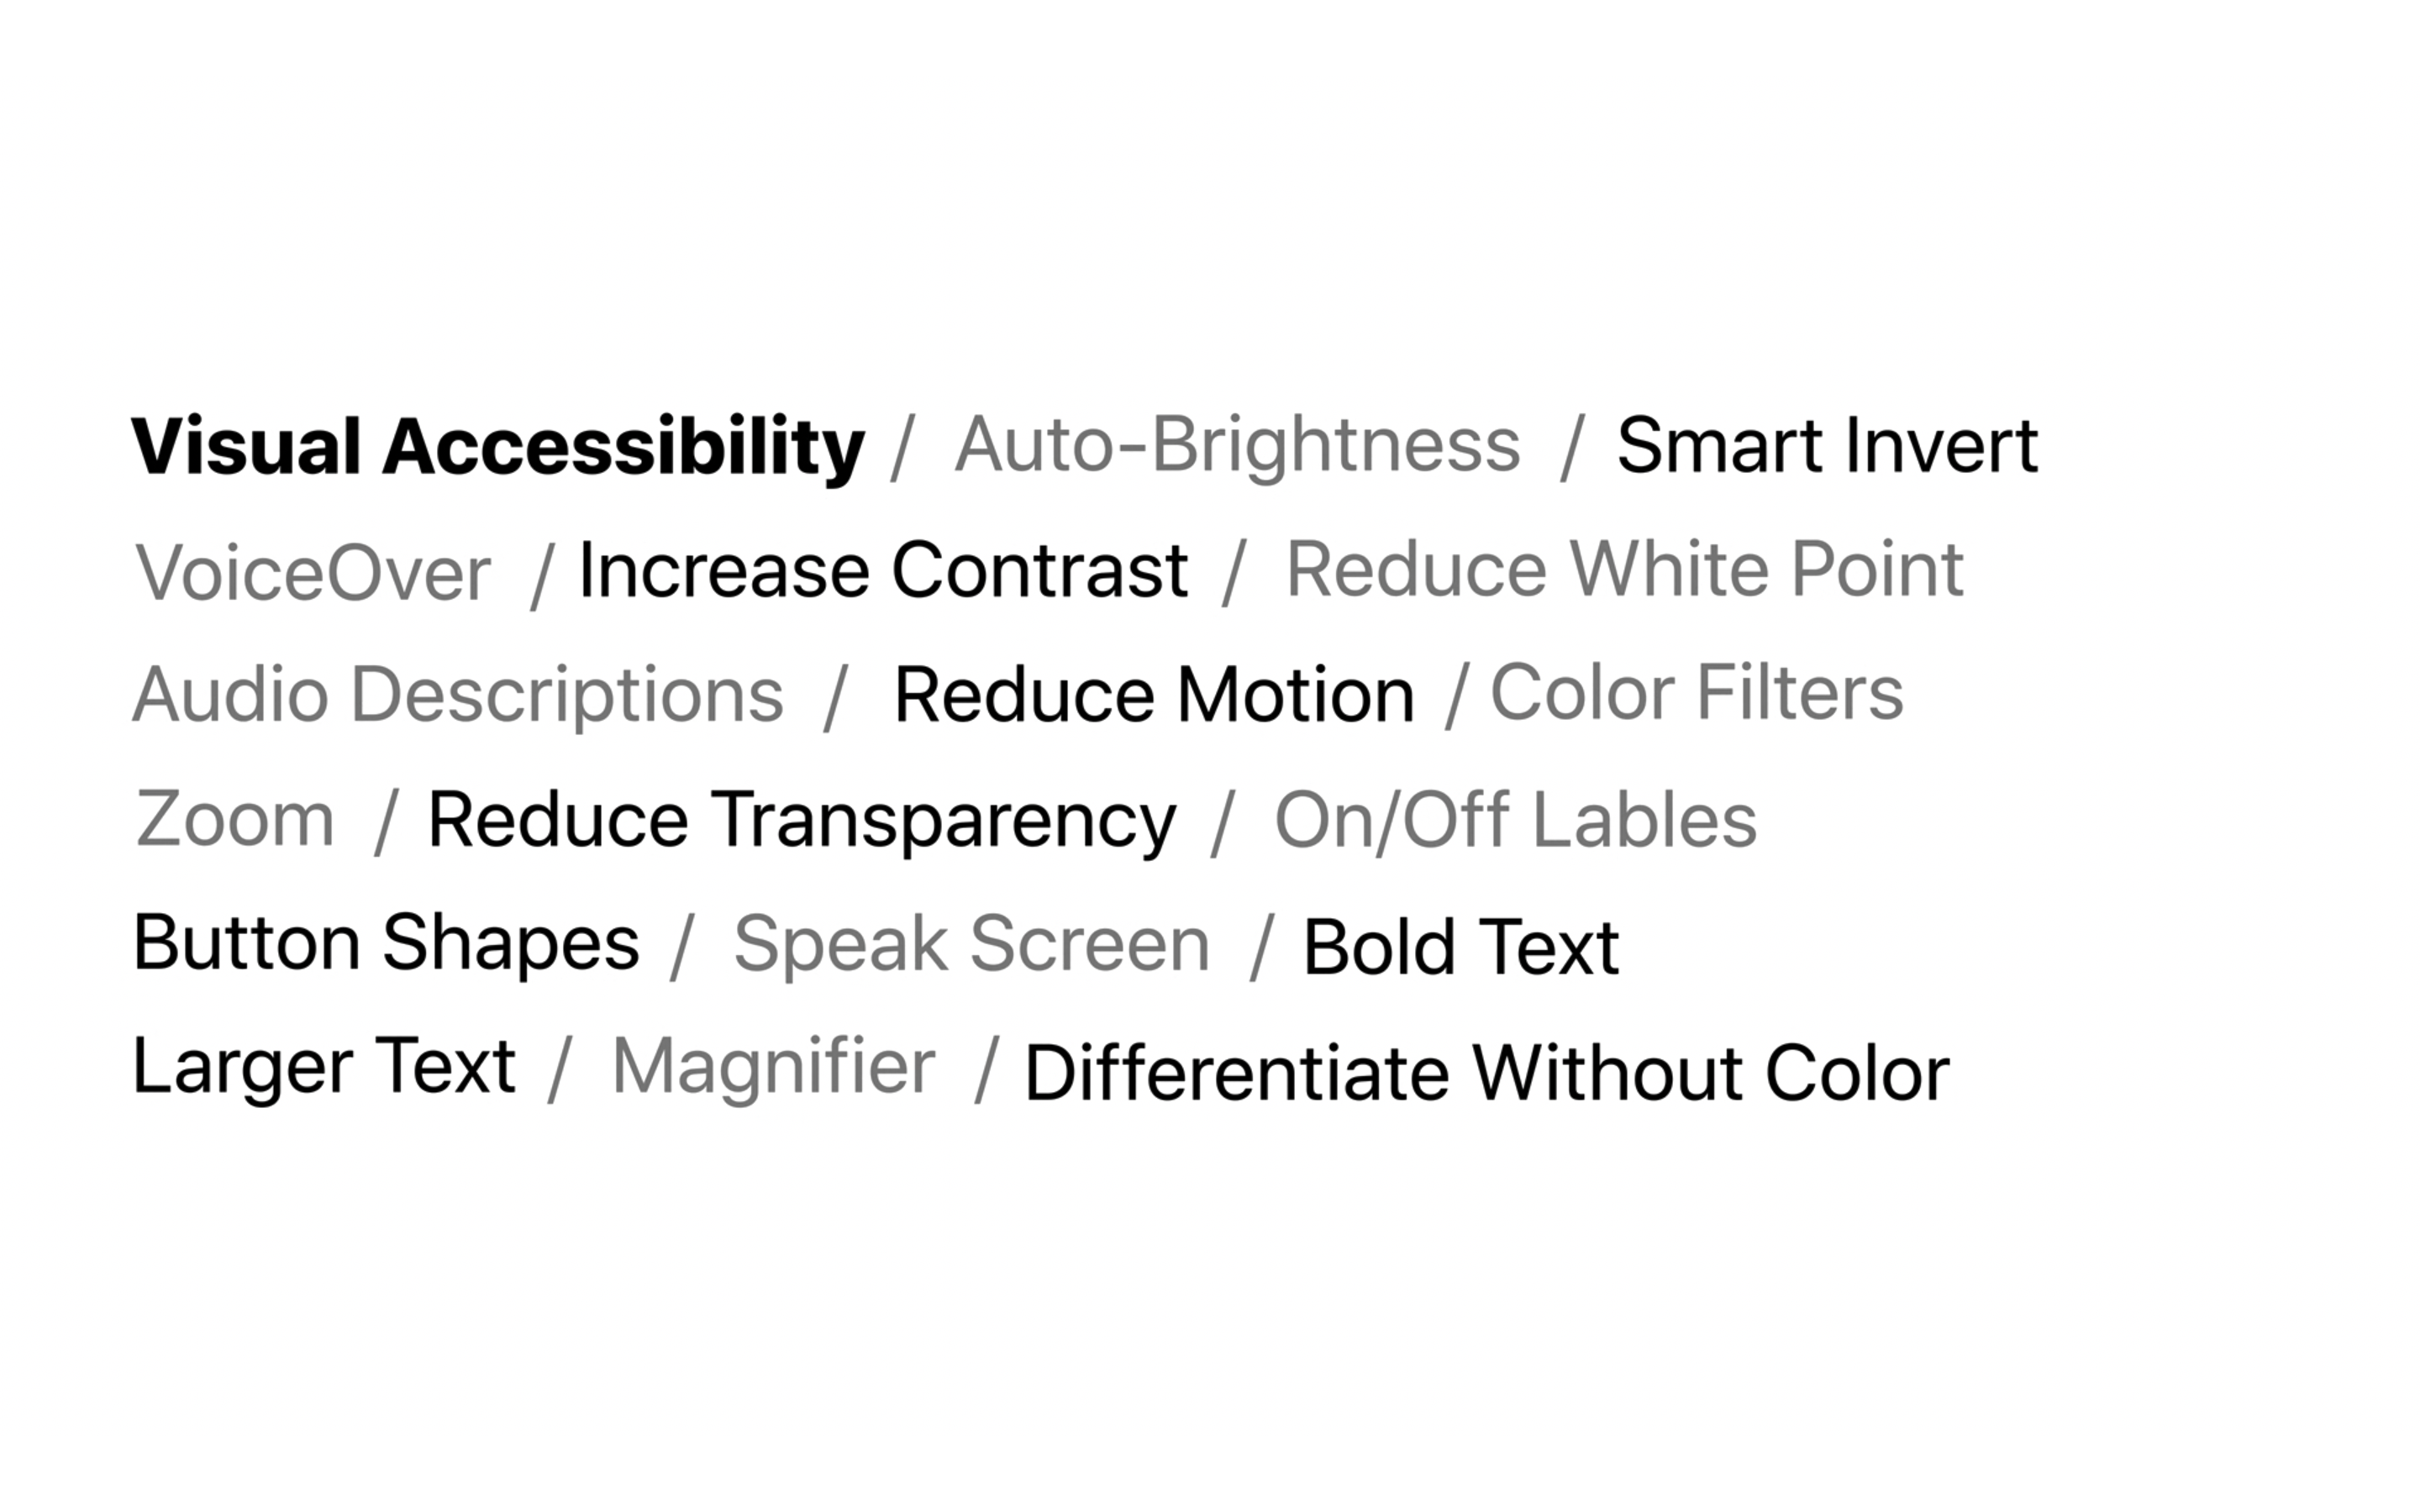 Visual Accessibility / Auto-Brightness / Smart Invert
VoiceOver / Increase Contrast / Reduce White Point
Audio Descriptions / Reduce Motion / Color Filters
Zoom / Reduce Transparency / On/Off Lables
Button Shapes / Speak Screen / Bold Text
Larger Text / Magnifier / Differentiate Without Color